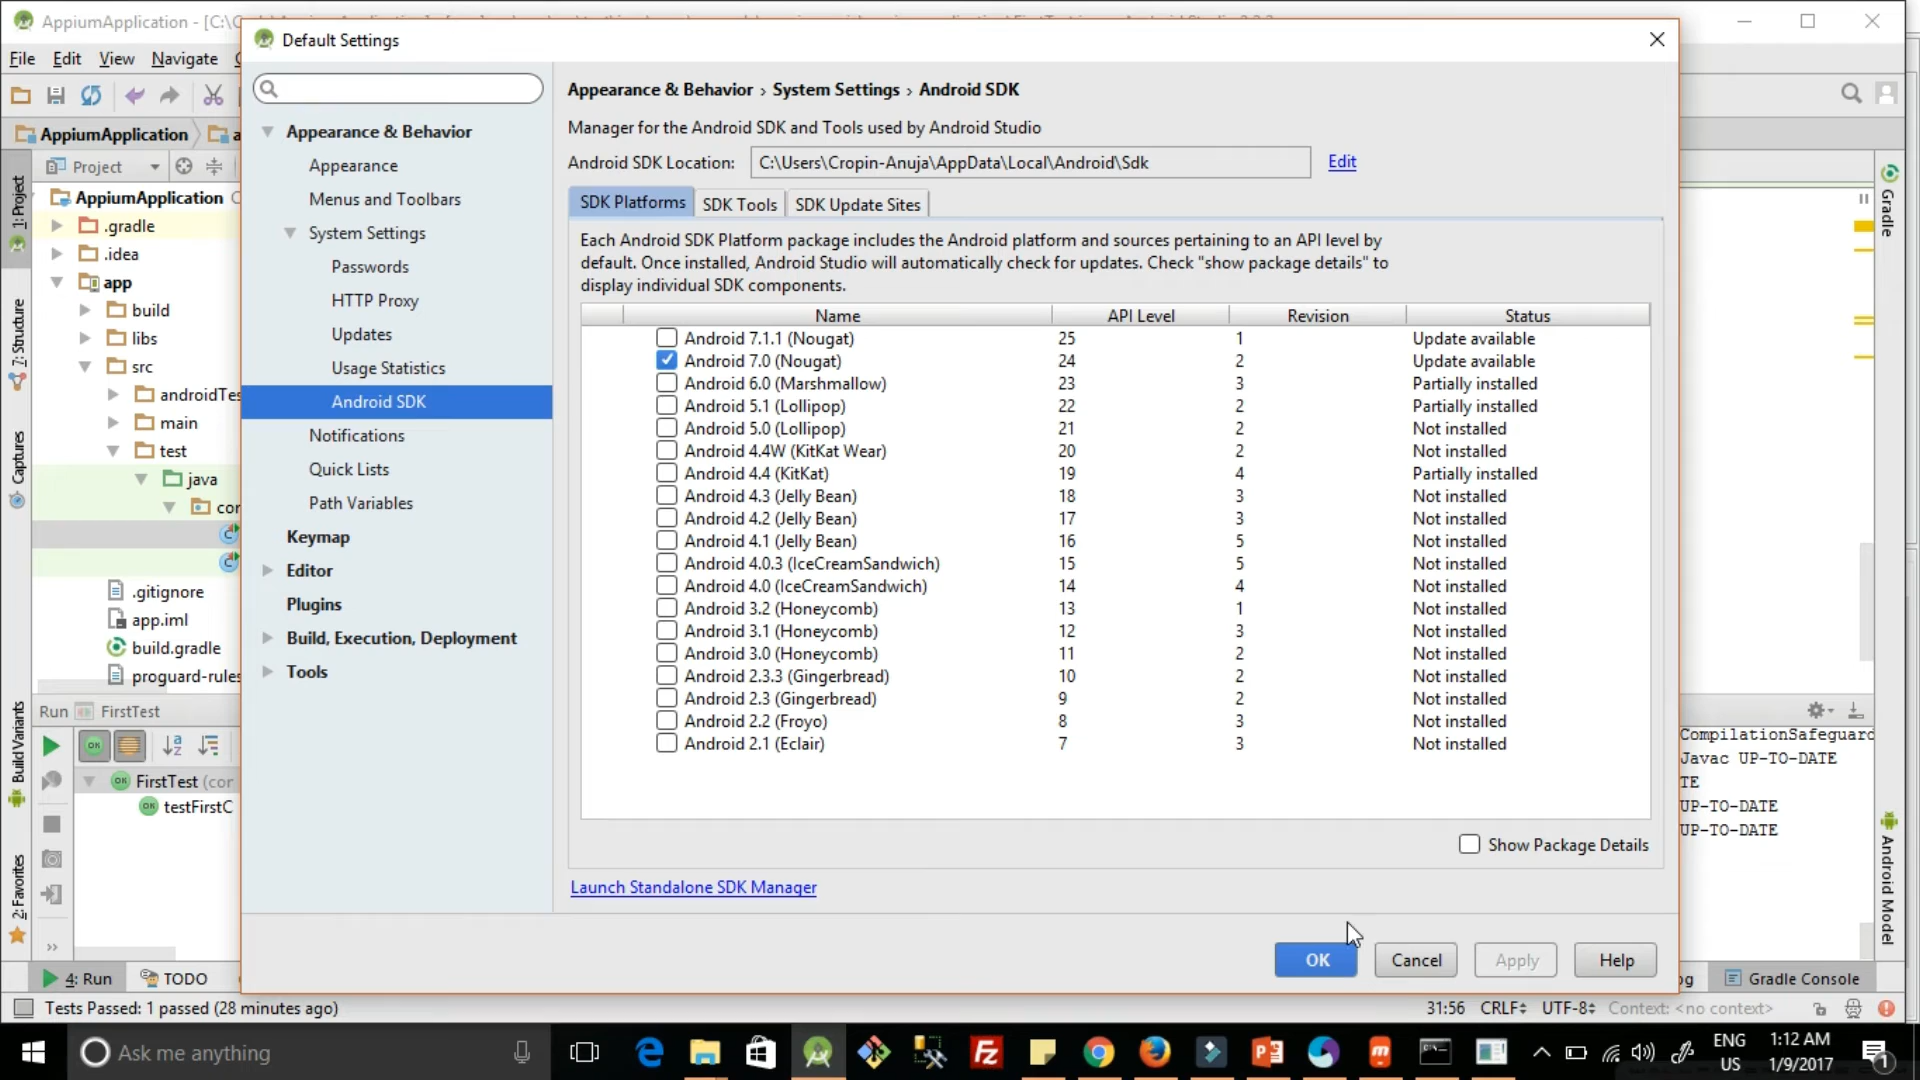 AppiumApplication - [C:\
Default Settings
File Edit View Navigate
Appearance & Behavior › System Settings › Android SDK
Manager for the Android SDK and Tools used by Android Studio
Android SDK Location: C:\Users\Cropin-Anuja\AppData\Local\Android\Sdk Edit
SDK Platforms SDK Tools SDK Update Sites
Each Android SDK Platform package includes the Android platform and sources pertaining to an API level by
default. Once installed, Android Studio will automatically check for updates. Check "show package details" to
display individual SDK components.
Name API Level Revision Status
Android 7.1.1 (Nougat) 25 1 Update available
Android 7.0 (Nougat) 24 2 Update available
Android 6.0 (Marshmallow) 23 3 Partially installed
Android 5.1 (Lollipop) 22 2 Partially installed
Android 5.0 (Lollipop) 21 2 Not installed
Android 4.4W (KitKat Wear) 20 2 Not installed
Android 4.4 (KitKat) 19 4 Partially installed
Android 4.3 (Jelly Bean) 18 3 Not installed
Android 4.2 (Jelly Bean) 17 3 Not installed
Android 4.1 (Jelly Bean) 16 5 Not installed
Android 4.0.3 (IceCreamSandwich) 15 5 Not installed
Android 4.0 (IceCreamSandwich) 14 4 Not installed
Android 3.2 (Honeycomb) 13 1 Not installed
Android 3.1 (Honeycomb) 12 3 Not installed
Android 3.0 (Honeycomb) 11 2 Not installed
Android 2.3.3 (Gingerbread) 10 2 Not installed
Android 2.3 (Gingerbread) 9 2 Not installed
Android 2.2 (Froyo) 8 3 Not installed
Android 2.1 (Eclair) 7 3 Not installed
Show Package Details
Launch Standalone SDK Manager
OK Cancel Apply Help
Appearance & Behavior
Appearance
Menus and Toolbars
System Settings
Passwords
HTTP Proxy
Updates
Usage Statistics
Android SDK
Notifications
Quick Lists
Path Variables
Keymap
Editor
Plugins
Build, Execution, Deployment
Tools
AppiumApplication a
Project
AppiumApplication C
.gradle
.idea
app
build
libs
src
androidTes
main
test
java
cor
.gitignore
app.iml
build.gradle
proguard-rules
1: Project
7: Structure
Captures
Build Variants
2: Favorites
Run FirstTest
FirstTest (cor
testFirstC
CompilationSafeguard
Javac UP-TO-DATE
TE
UP-TO-DATE
UP-TO-DATE
Gradle
Android Model
4: Run TODO og Gradle Console
Tests Passed: 1 passed (28 minutes ago) 31:56 CRLF UTF-8 Context: <no context>
Ask me anything
ENG
US
1:12 AM
1/9/2017
1